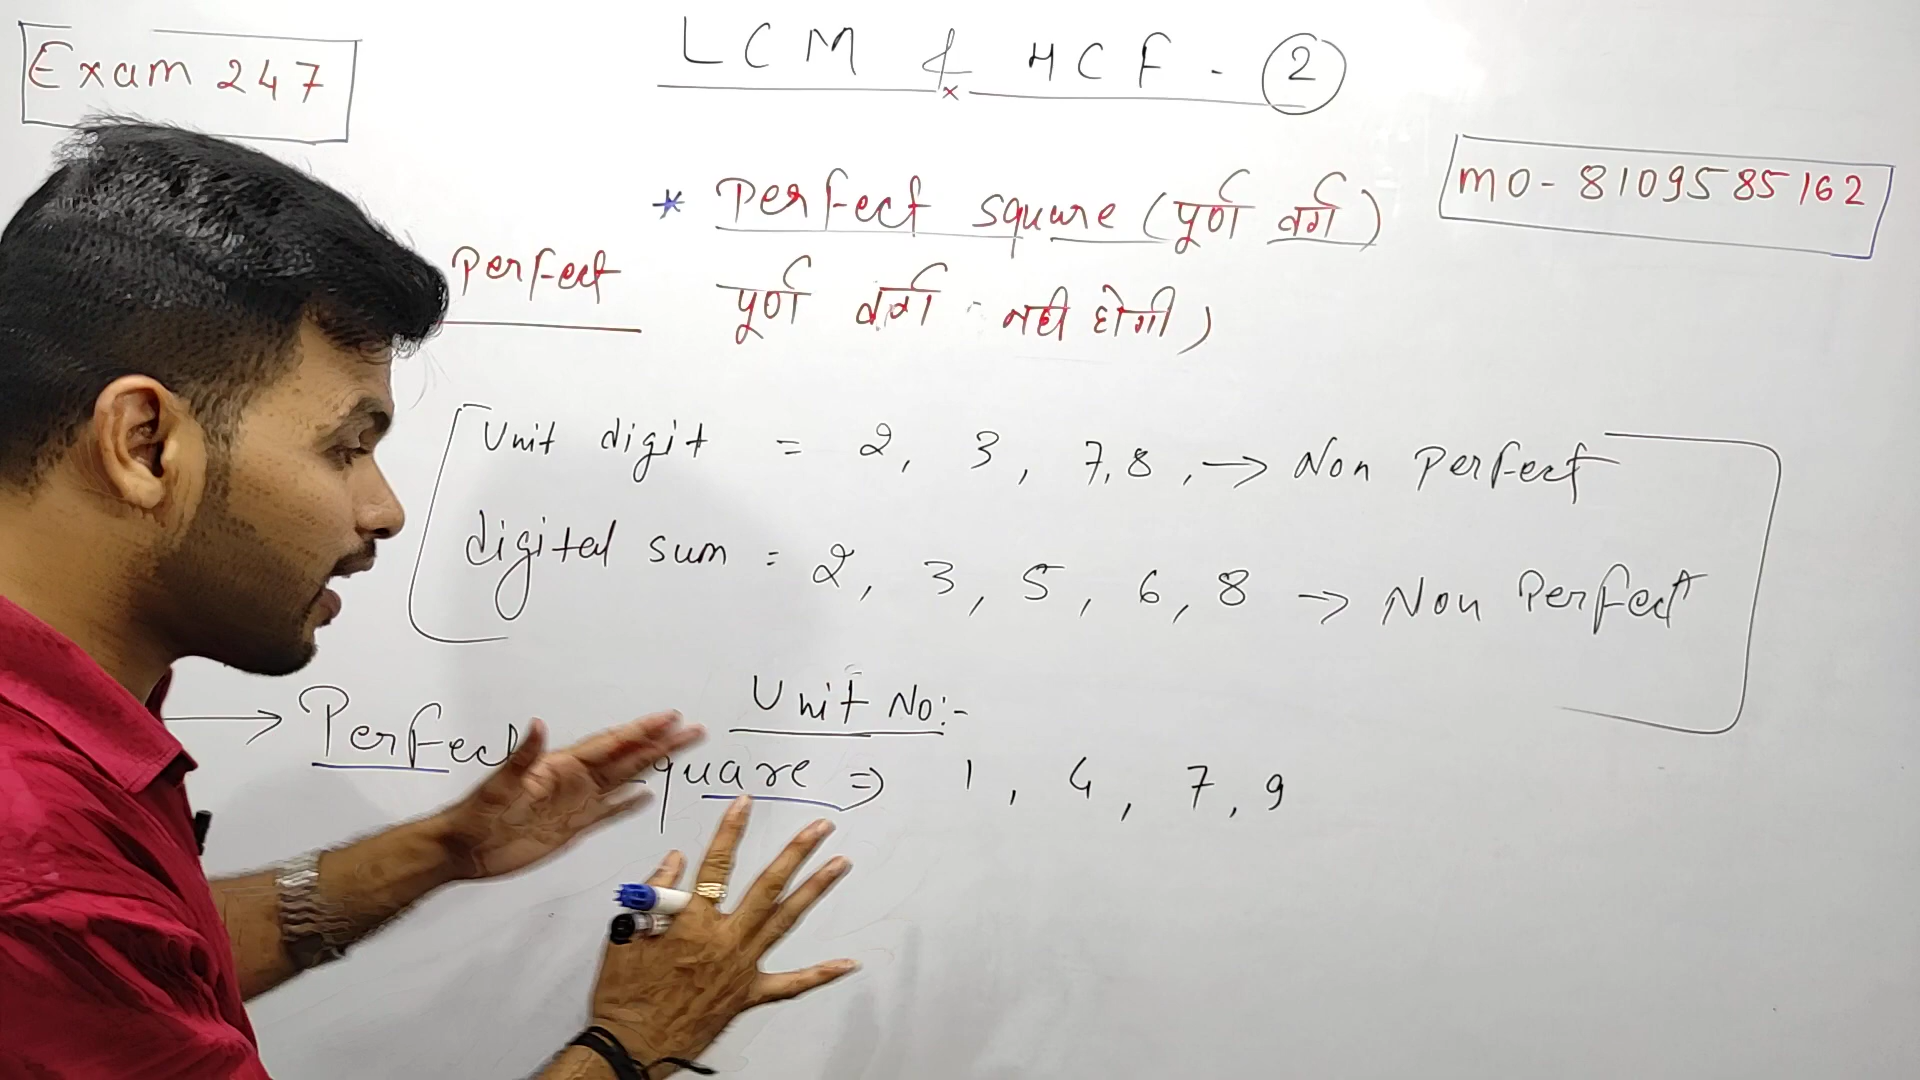 Exam 247
LCM & HCF - 2
×
MO- 8109585162
* Perfect square (पूर्ण वर्ग)
Perfect पूर्ण वर्ग नही होगी)
Unit digit = 2, 3, 7, 8, → Non Perfect
digital sum = 2, 3, 5, 6, 8 → Non Perfect
Unit No:-
→ Perfect square ⇒ 1, 4, 7, 9